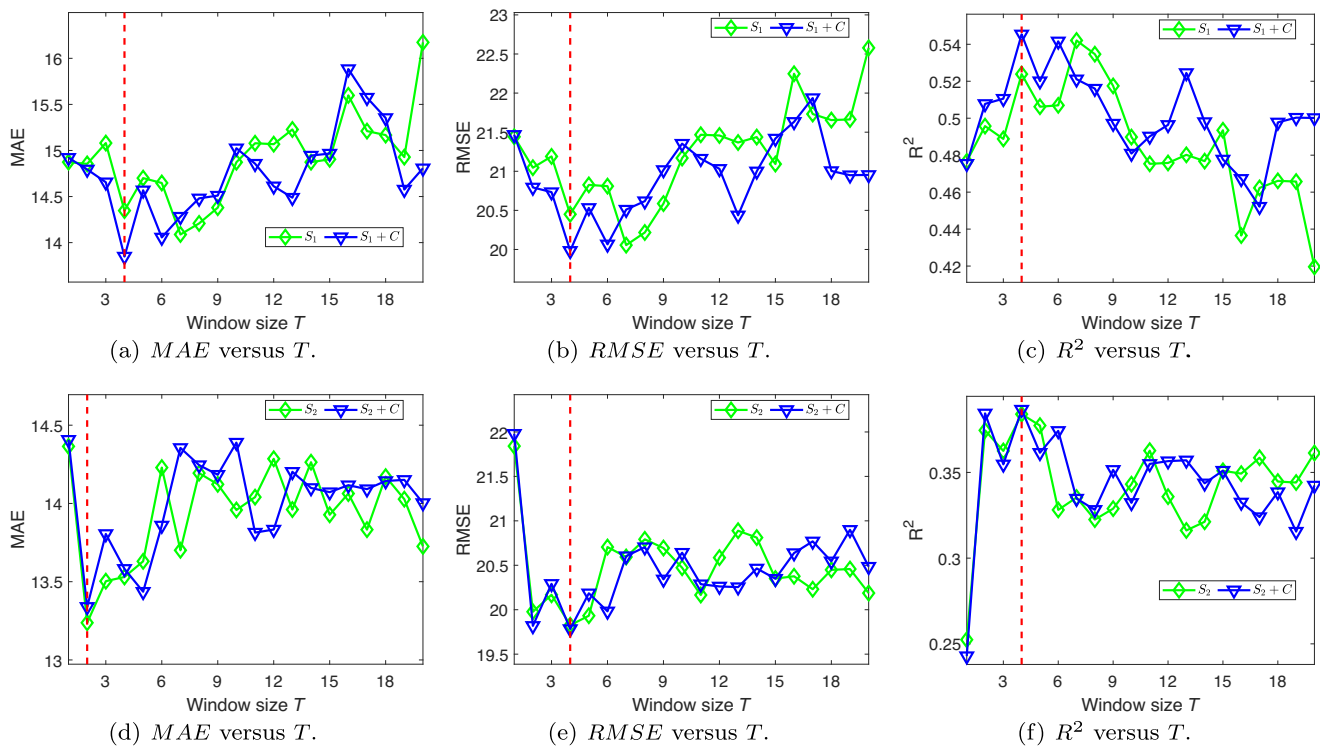 S₁ S₁ + C
16
15.5
15
14.5
14
MAE
3 6 9 12 15 18
Window size T
(a) MAE versus T.
S₁ S₁ + C
23
22.5
22
21.5
21
20.5
20
RMSE
3 6 9 12 15 18
Window size T
(b) RMSE versus T.
S₁ S₁ + C
0.54
0.52
0.5
0.48
0.46
0.44
0.42
R²
3 6 9 12 15 18
Window size T
(c) R² versus T.
S₂ S₂ + C
14.5
14
13.5
13
MAE
3 6 9 12 15 18
Window size T
(d) MAE versus T.
S₂ S₂ + C
22
21.5
21
20.5
20
19.5
RMSE
3 6 9 12 15 18
Window size T
(e) RMSE versus T.
S₂ S₂ + C
0.35
0.3
0.25
R²
3 6 9 12 15 18
Window size T
(f) R² versus T.